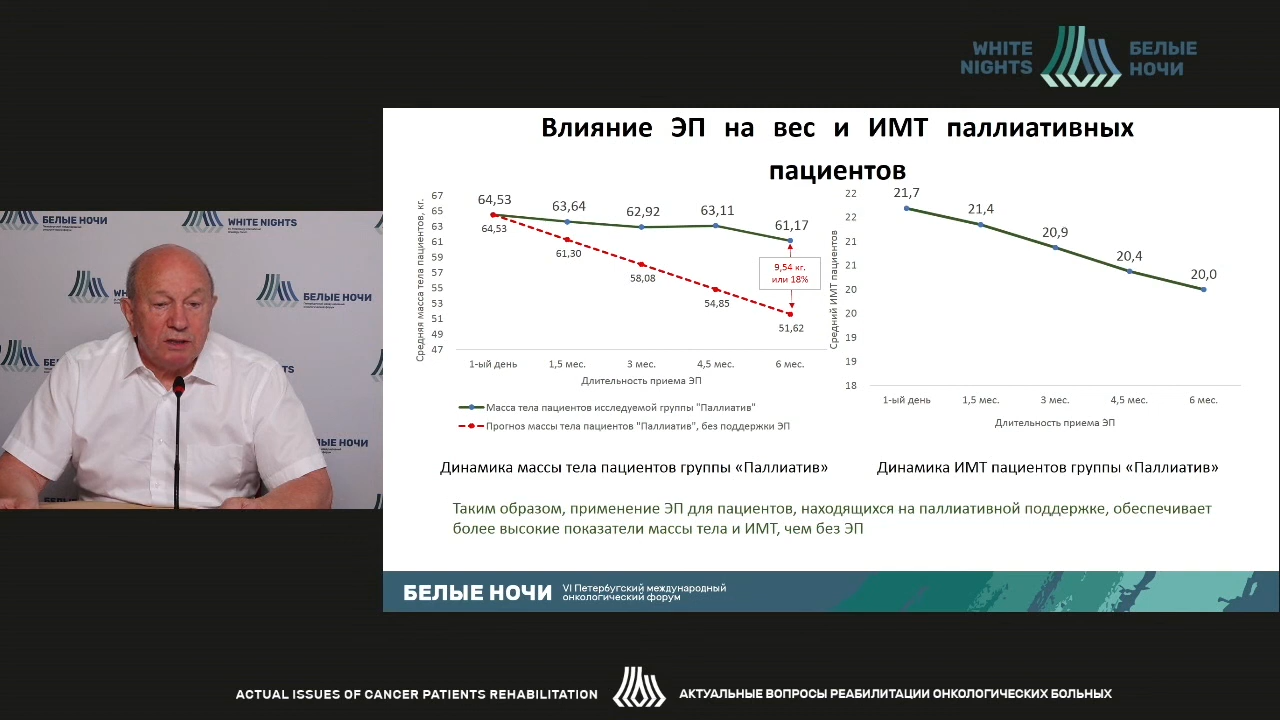 WHITE
NIGHTS
БЕЛЫЕ
НОЧИ
Влияние ЭП на вес и ИМТ паллиативных
пациентов
Средняя масса тела пациентов, кг.
67
65
63
61
59
57
55
53
51
49
47
64,53
63,64
62,92
63,11
61,17
64,53
61,30
58,08
54,85
51,62
9,54 кг.
или 18%
1-ый день
1,5 мес.
3 мес.
4,5 мес.
6 мес.
Длительность приема ЭП
Масса тела пациентов исследуемой группы "Паллиатив"
Прогноз массы тела пациентов "Паллиатив", без поддержки ЭП
Средний ИМТ пациентов
22
22
21
21
20
20
19
19
18
21,7
21,4
20,9
20,4
20,0
1-ый день
1,5 мес.
3 мес.
4,5 мес.
6 мес.
Длительность приема ЭП
Динамика массы тела пациентов группы «Паллиатив»
Динамика ИМТ пациентов группы «Паллиатив»
Таким образом, применение ЭП для пациентов, находящихся на паллиативной поддержке, обеспечивает
более высокие показатели массы тела и ИМТ, чем без ЭП
БЕЛЫЕ НОЧИ
VI Петербугский международный
онкологический форум
БЕЛЫЕ НОЧИ
WHITE NIGHTS
БЕЛЫЕ НОЧИ
ACTUAL ISSUES OF CANCER PATIENTS REHABILITATION
АКТУАЛЬНЫЕ ВОПРОСЫ РЕАБИЛИТАЦИИ ОНКОЛОГИЧЕСКИХ БОЛЬНЫХ